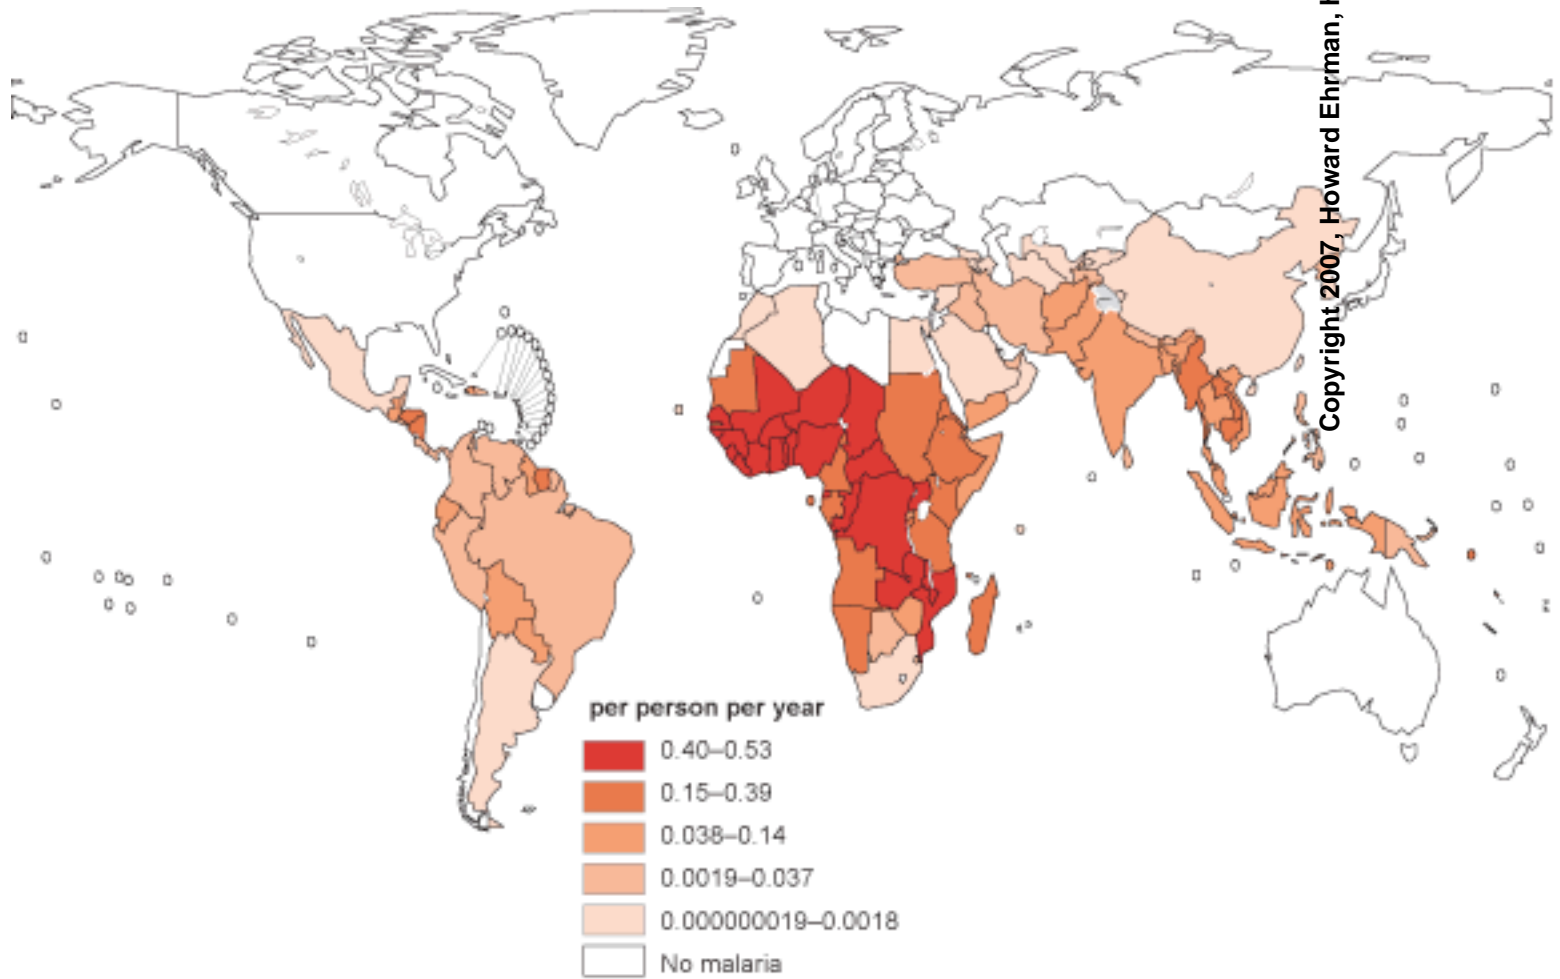 Copyright 2007, Howard Ehrman,
per person per year
0.40–0.53
0.15–0.39
0.038–0.14
0.0019–0.037
0.000000019–0.0018
No malaria